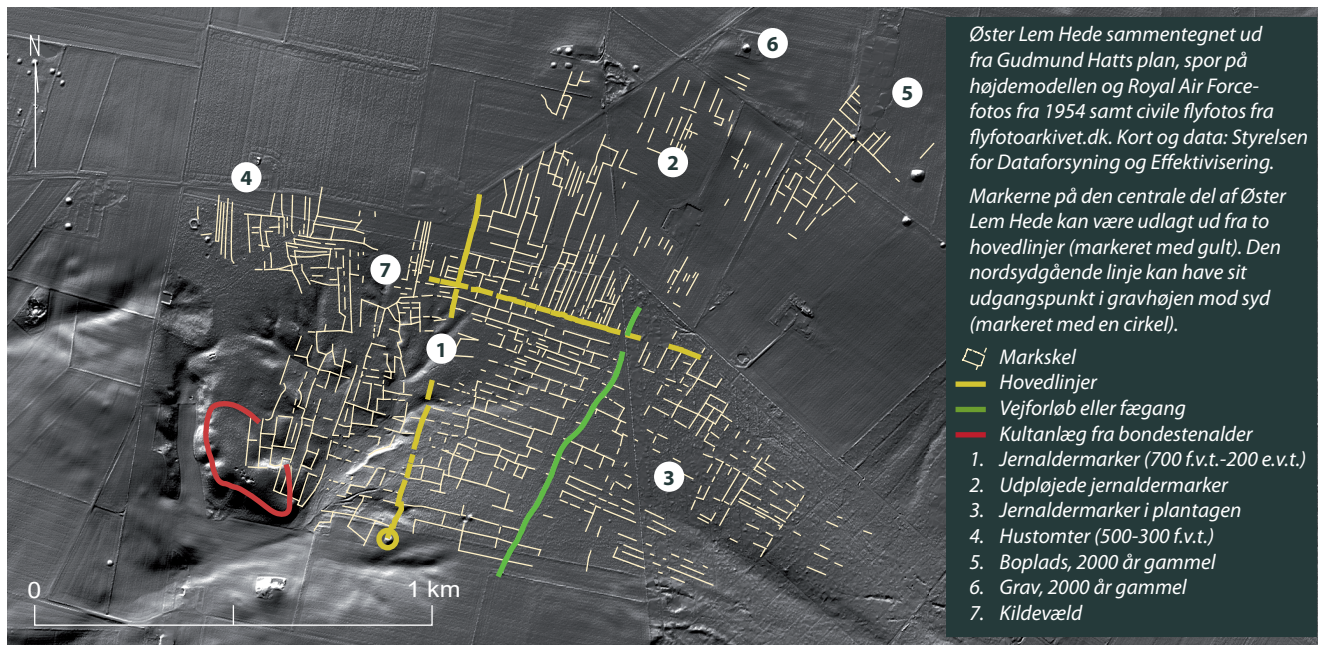 N
6
5
2
4
7
1
3
0
1 km
Øster Lem Hede sammentegnet ud
fra Gudmund Hatts plan, spor på
højdemodellen og Royal Air Force-
fotos fra 1954 samt civile flyfotos fra
flyfotoarkivet.dk. Kort og data: Styrelsen
for Dataforsyning og Effektivisering.
Markerne på den centrale del af Øster
Lem Hede kan være udlagt ud fra to
hovedlinjer (markeret med gult). Den
nordsydgående linje kan have sit
udgangspunkt i gravhøjen mod syd
(markeret med en cirkel).
Markskel
Hovedlinjer
Vejforløb eller fægang
Kultanlæg fra bondestenalder
1. Jernaldermarker (700 f.v.t.-200 e.v.t.)
2. Udpløjede jernaldermarker
3. Jernaldermarker i plantagen
4. Hustomter (500-300 f.v.t.)
5. Boplads, 2000 år gammel
6. Grav, 2000 år gammel
7. Kildevæld